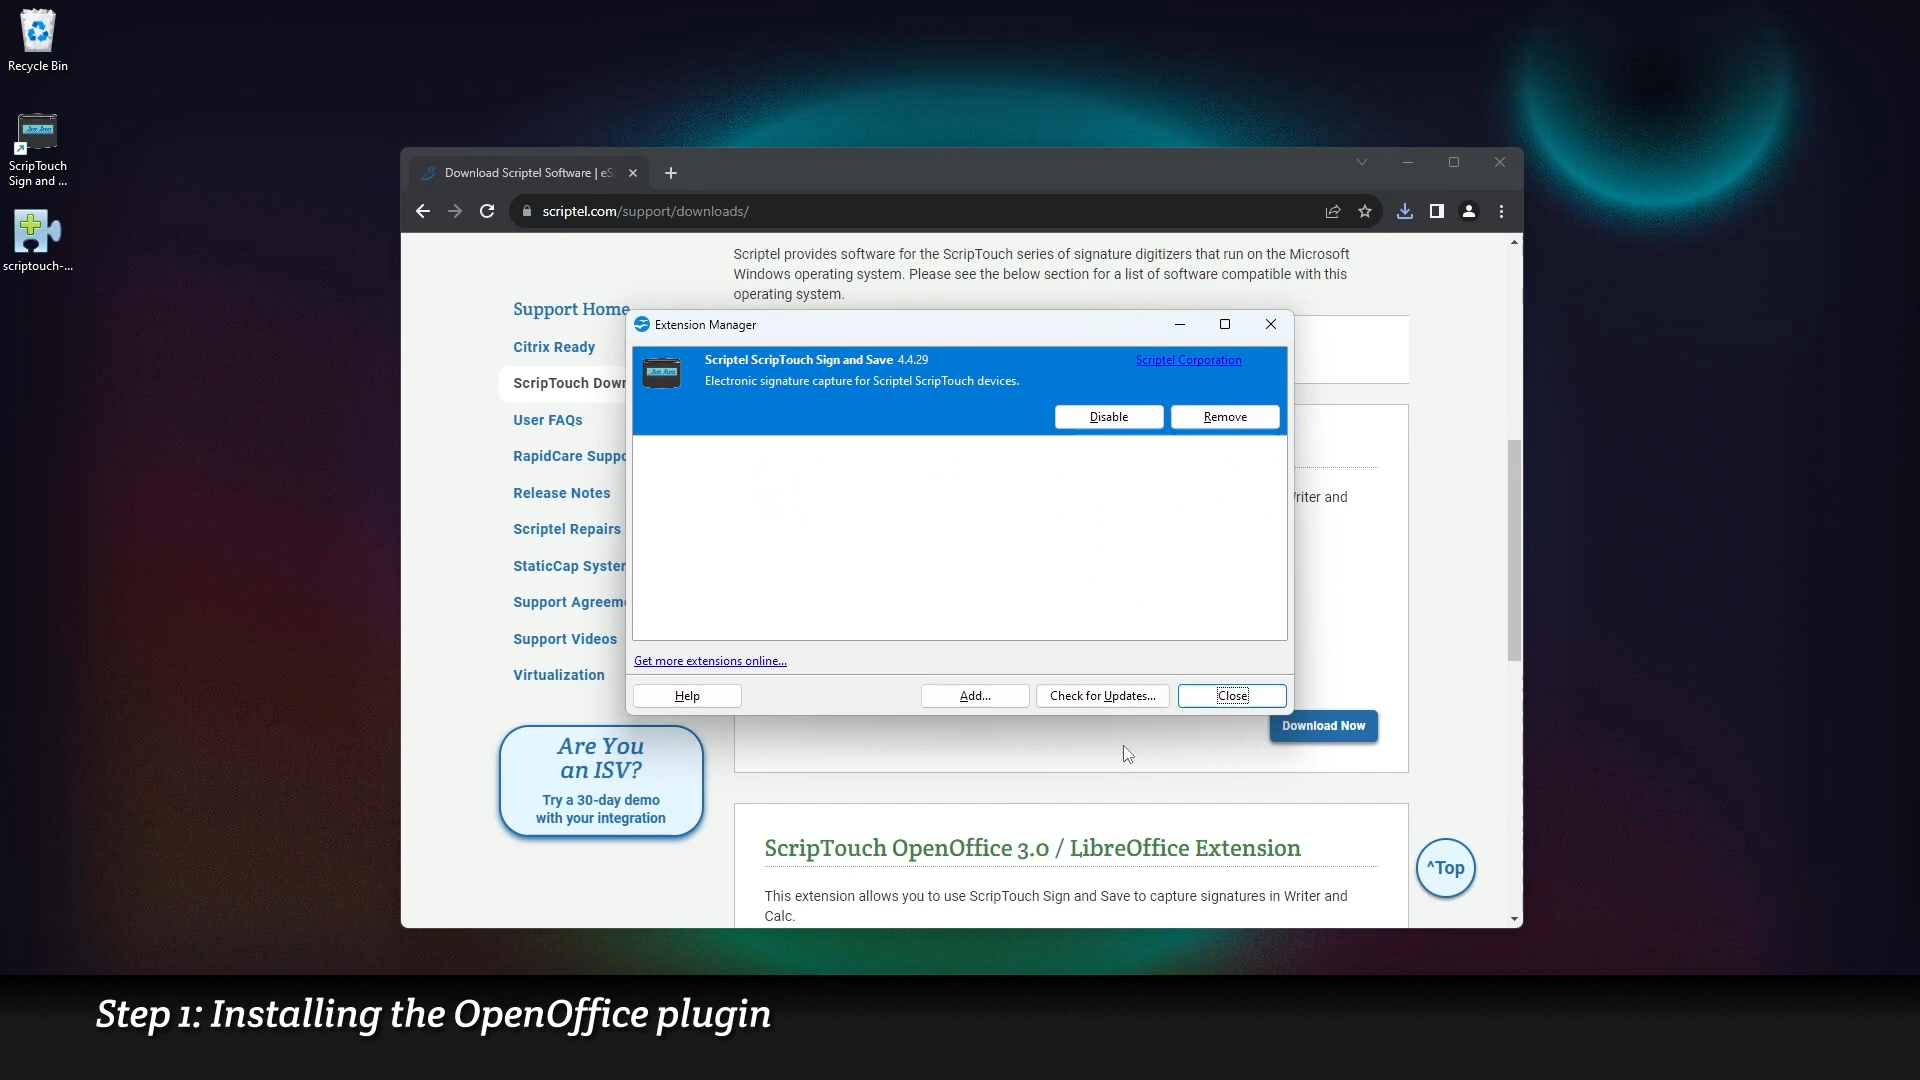 Recycle Bin
ScripTouch
Sign and ...
scriptouch-...
Download Scriptel Software | eS
scriptel.com/support/downloads/
Scriptel provides software for the ScripTouch series of signature digitizers that run on the Microsoft
Windows operating system. Please see the below section for a list of software compatible with this
operating system.
Support Home
Citrix Ready
ScripTouch Down
User FAQs
RapidCare Suppo
Release Notes
Scriptel Repairs
StaticCap System
Support Agreem
Support Videos
Virtualization
Are You
an ISV?
Try a 30-day demo
with your integration
Extension Manager
Scriptel ScripTouch Sign and Save 4.4.29
Scriptel Corporation
Electronic signature capture for Scriptel ScripTouch devices.
Disable
Remove
Get more extensions online...
Help
Add...
Check for Updates...
Close
Writer and
Download Now
ScripTouch OpenOffice 3.0 / LibreOffice Extension
This extension allows you to use ScripTouch Sign and Save to capture signatures in Writer and
Calc.
^Top
Step 1: Installing the OpenOffice plugin